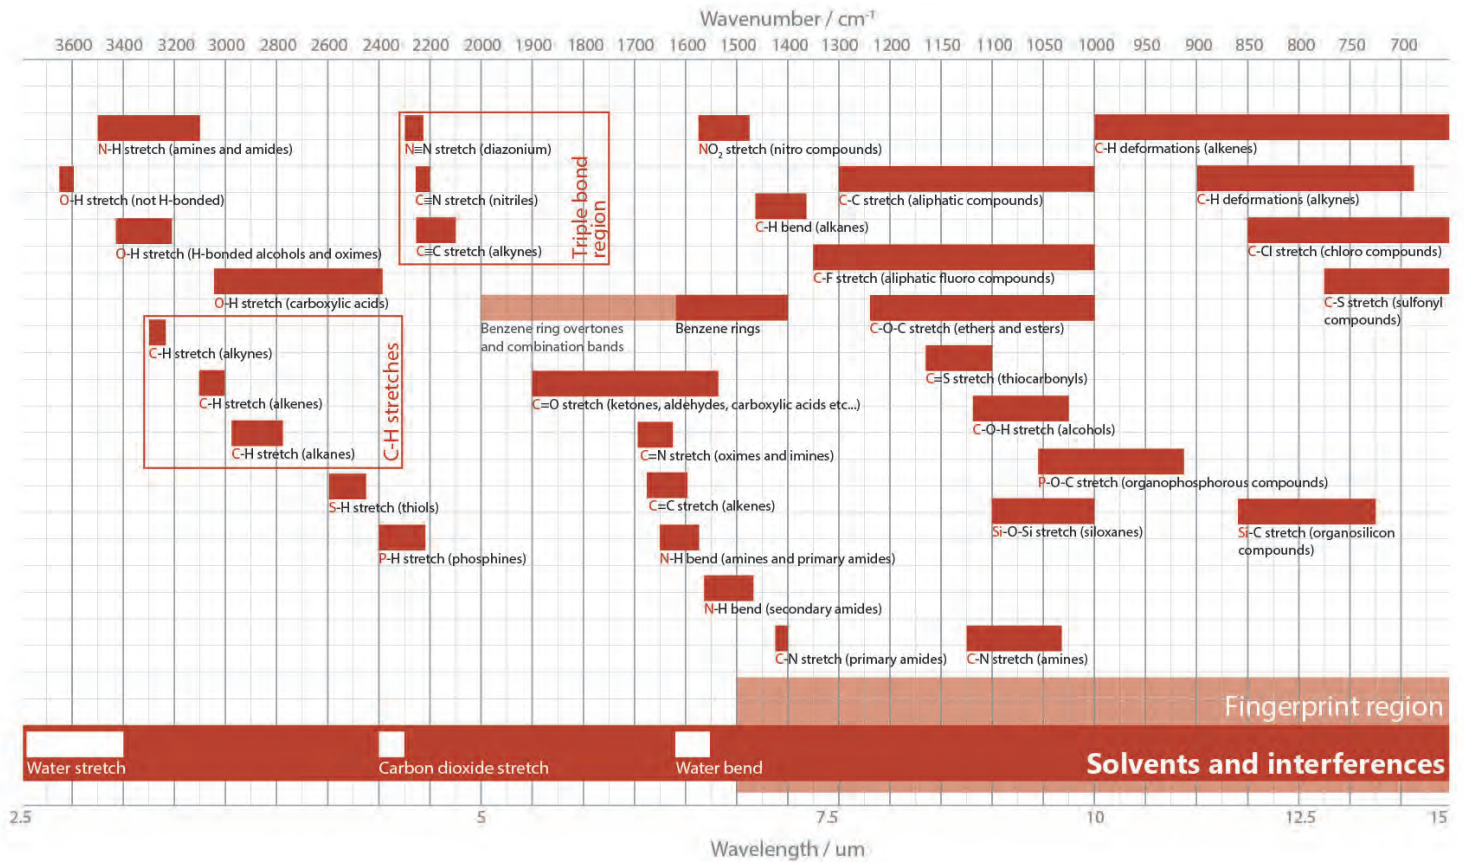 Wavenumber / cm⁻¹
3600 3400 3200 3000 2800 2600 2400 2200 2000 1900 1800 1700 1600 1500 1400 1300 1200 1150 1100 1050 1000 950 900 850 800 750 700
N-H stretch (amines and amides)
N≡N stretch (diazonium)
NO₂ stretch (nitro compounds)
C-H deformations (alkenes)
O-H stretch (not H-bonded)
C≡N stretch (nitriles)
C-C stretch (aliphatic compounds)
C-H deformations (alkynes)
C-H bend (alkanes)
O-H stretch (H-bonded alcohols and oximes)
C≡C stretch (alkynes)
Triple bond
region
C-Cl stretch (chloro compounds)
C-F stretch (aliphatic fluoro compounds)
O-H stretch (carboxylic acids)
C-S stretch (sulfonyl
compounds)
Benzene ring overtones
and combination bands
Benzene rings
C-O-C stretch (ethers and esters)
C-H stretch (alkynes)
C-H stretches
C=S stretch (thiocarbonyls)
C-H stretch (alkenes)
C=O stretch (ketones, aldehydes, carboxylic acids etc...)
C-O-H stretch (alcohols)
C-H stretch (alkanes)
C=N stretch (oximes and imines)
P-O-C stretch (organophosphorous compounds)
S-H stretch (thiols)
C=C stretch (alkenes)
Si-O-Si stretch (siloxanes)
Si-C stretch (organosilicon
compounds)
P-H stretch (phosphines)
N-H bend (amines and primary amides)
N-H bend (secondary amides)
C-N stretch (primary amides)
C-N stretch (amines)
Fingerprint region
Water stretch
Carbon dioxide stretch
Water bend
Solvents and interferences
2.5 5 7.5 10 12.5 15
Wavelength / um